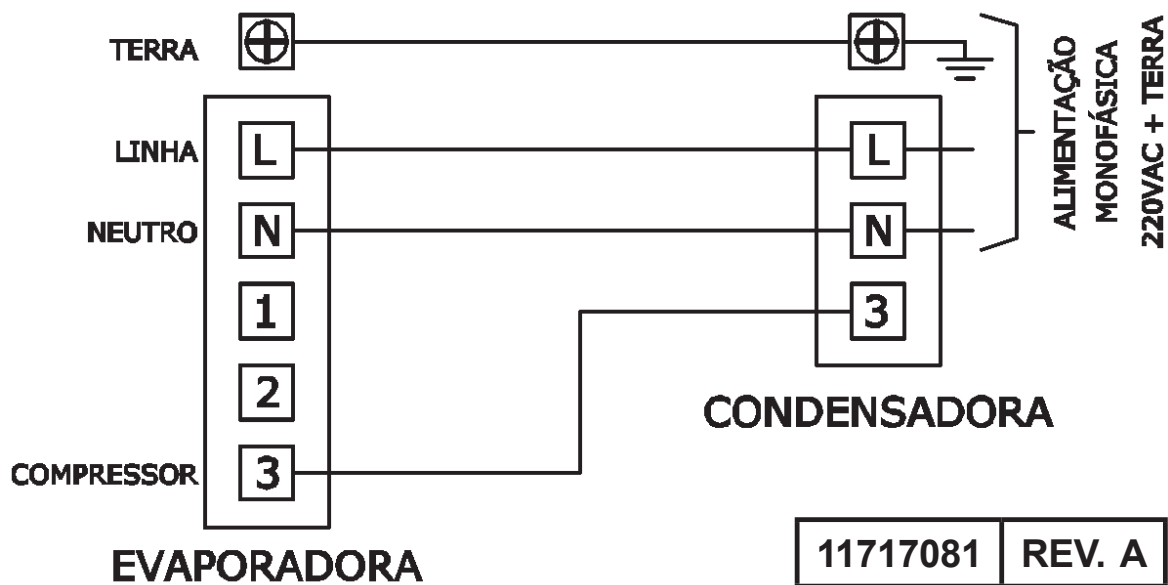 TERRA
LINHA
L
NEUTRO
N
1
2
COMPRESSOR
3
EVAPORADORA
L
N
3
CONDENSADORA
ALIMENTAÇÃO
MONOFÁSICA
220VAC + TERRA
11717081
REV. A